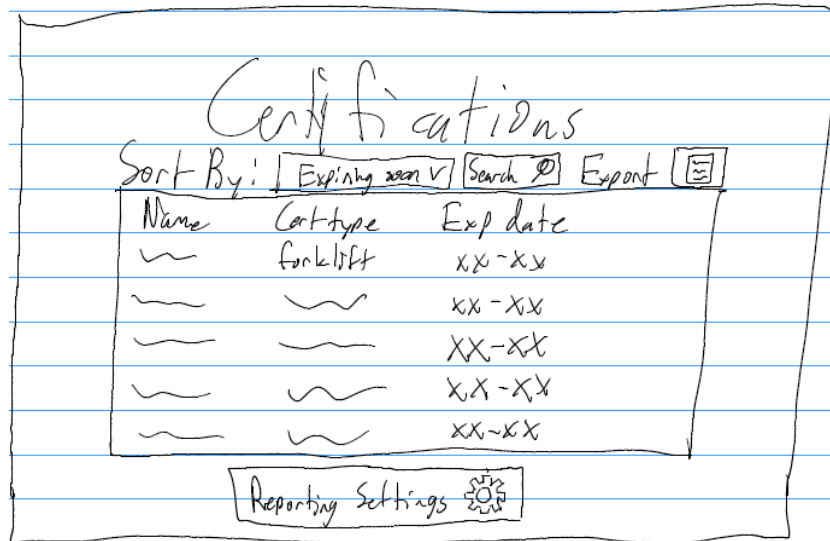 Certifications
Sort By: Expiring soon Search Export
Name Cert type Exp date
forklift xx-xx
xx-xx
xx-xx
xx-xx
xx-xx
Reporting Settings